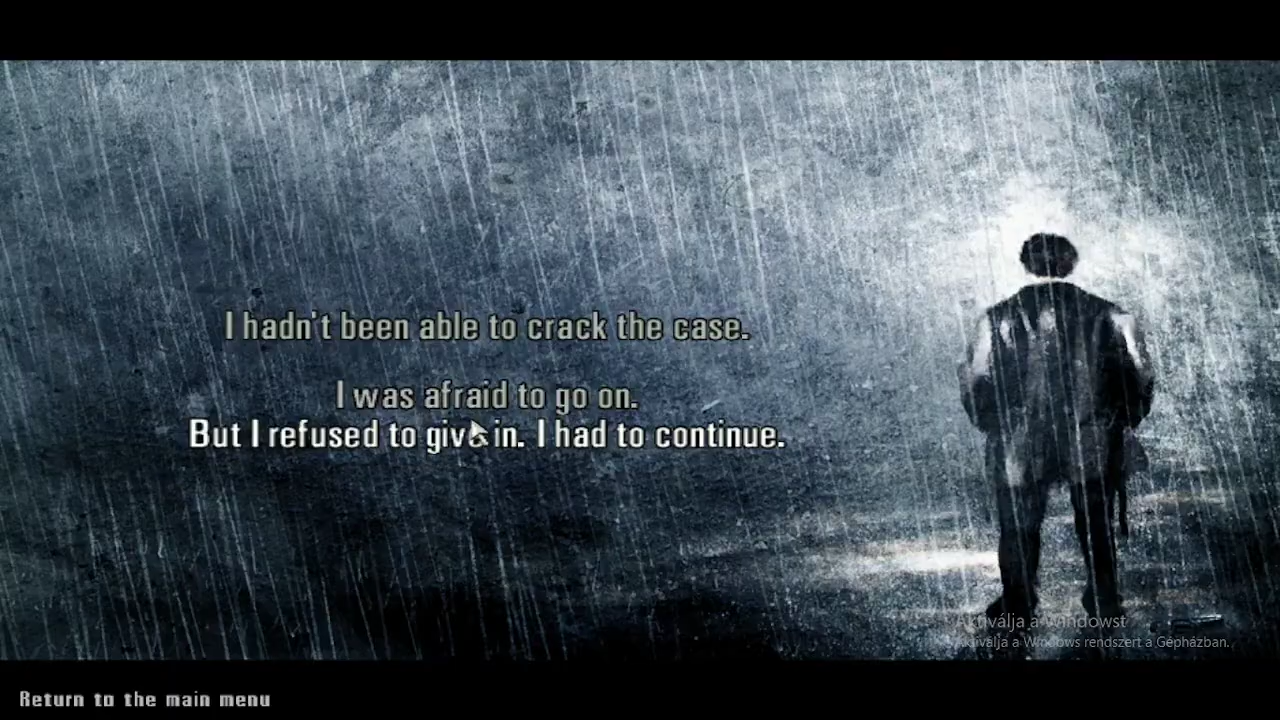 I hadn't been able to crack the case.
I was afraid to go on.
But I refused to give in. I had to continue.
Aktiválja a Windowst
Aktiválja a Windows rendszert a Gépházban.
Return to the main menu